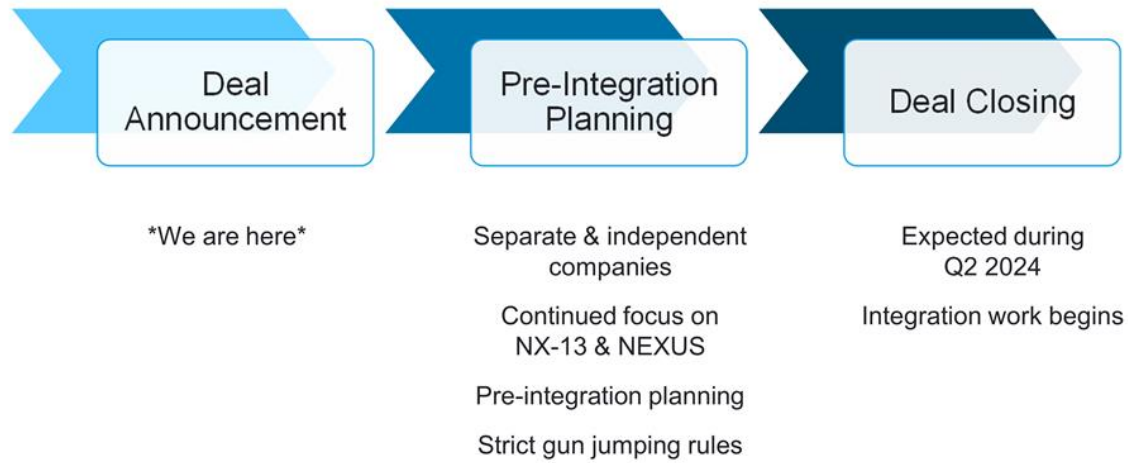 Deal
Announcement
Pre-Integration
Planning
Deal Closing
*We are here*
Separate & independent
companies
Continued focus on
NX-13 & NEXUS
Pre-integration planning
Strict gun jumping rules
Expected during
Q2 2024
Integration work begins